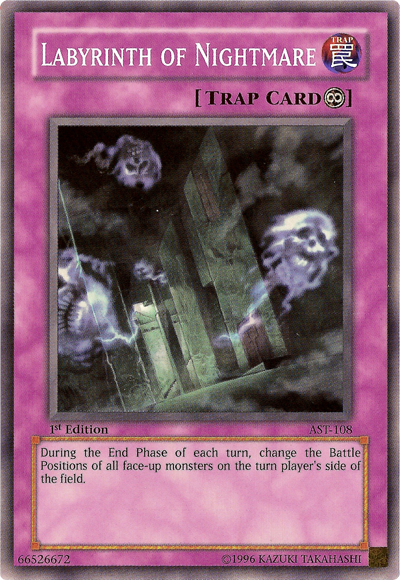 LABYRINTH OF NIGHTMARE
TRAP
罠
[TRAP CARD∞]
1st Edition
AST-108
During the End Phase of each turn, change the Battle
Positions of all face-up monsters on the turn player's side of
the field.
66526672
©1996 KAZUKI TAKAHASHI